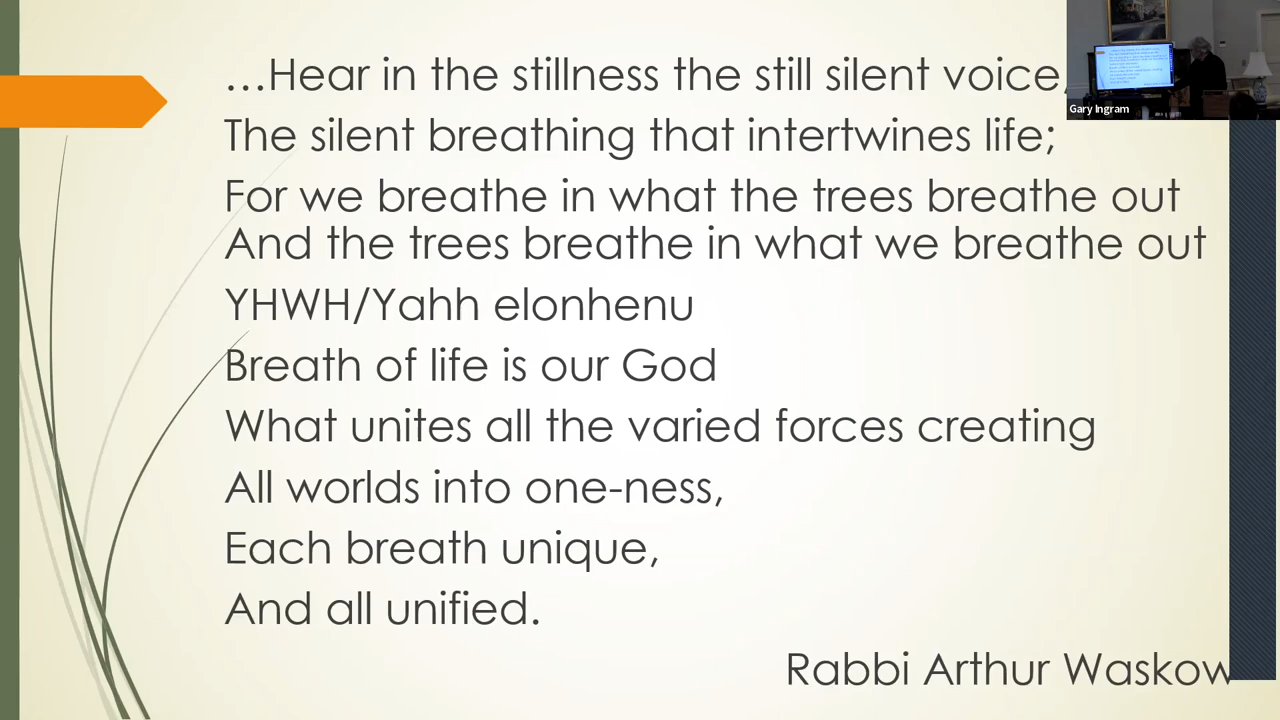 …Hear in the stillness the still silent voice,
The silent breathing that intertwines life;
For we breathe in what the trees breathe out
And the trees breathe in what we breathe out
YHWH/Yahh elonhenu
Breath of life is our God
What unites all the varied forces creating
All worlds into one-ness,
Each breath unique,
And all unified.
Rabbi Arthur Waskow
Gary Ingram